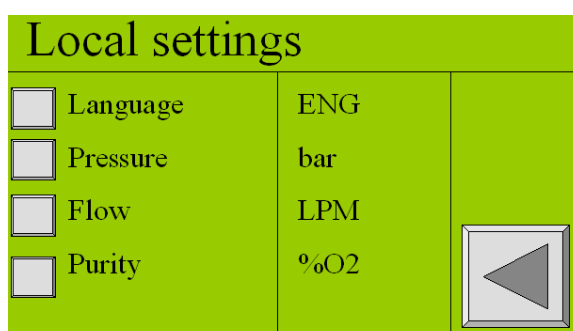 Local settings
Language ENG
Pressure bar
Flow LPM
Purity %O2